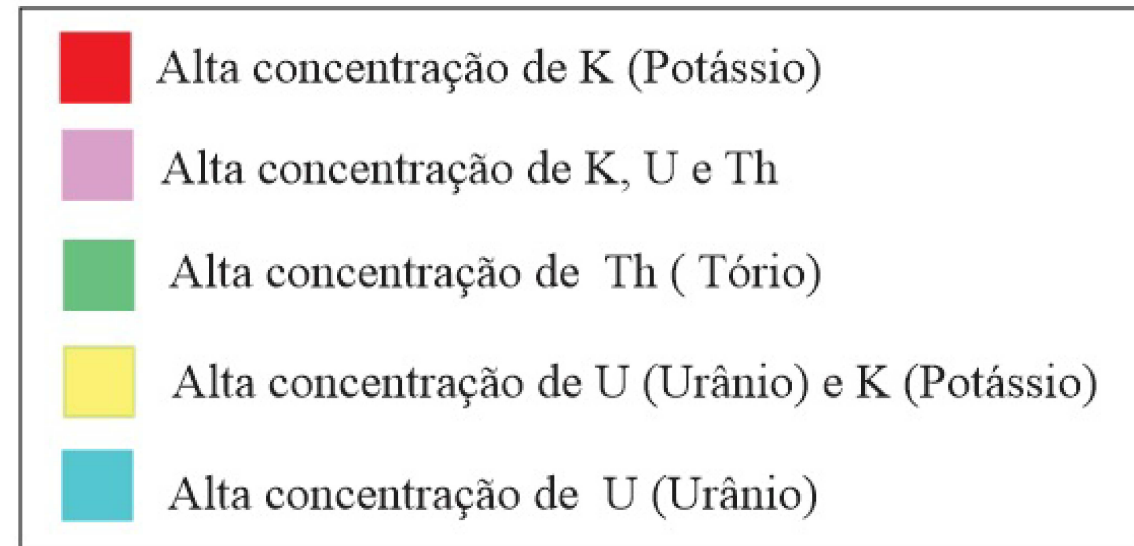 Alta concentração de K (Potássio)
Alta concentração de K, U e Th
Alta concentração de Th ( Tório)
Alta concentração de U (Urânio) e K (Potássio)
Alta concentração de U (Urânio)